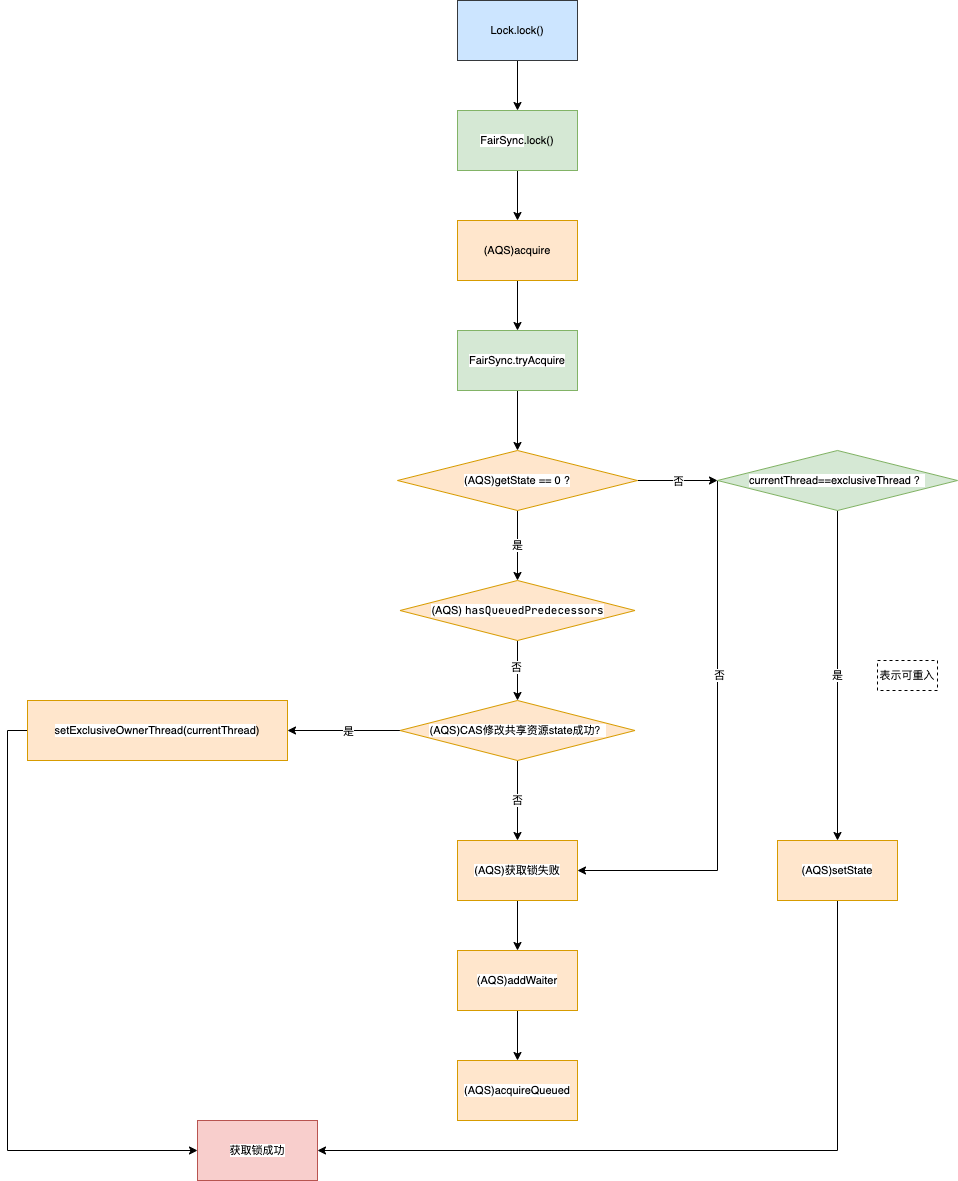 Lock.lock()
FairSync.lock()
(AQS)acquire
FairSync.tryAcquire
(AQS)getState == 0 ?
否
currentThread==exclusiveThread ?
是
(AQS) hasQueuedPredecessors
否
否
是
表示可重入
setExclusiveOwnerThread(currentThread)
是
(AQS)CAS修改共享资源state成功?
否
(AQS)获取锁失败
(AQS)setState
(AQS)addWaiter
(AQS)acquireQueued
获取锁成功